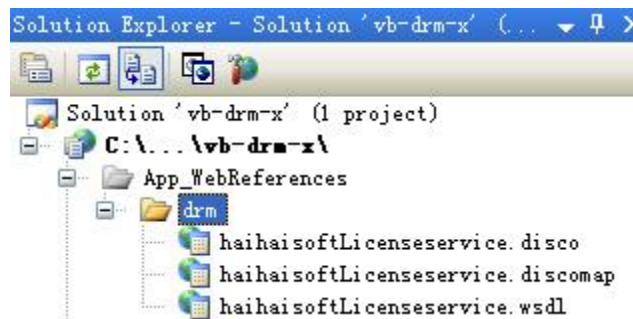 Solution Explorer - Solution 'vb-drm-x' (...
Solution 'vb-drm-x' (1 project)
C:\...\vb-drm-x\
App_WebReferences
drm
haihaisoftLicenseservice.disco
haihaisoftLicenseservice.discomap
haihaisoftLicenseservice.wsdl